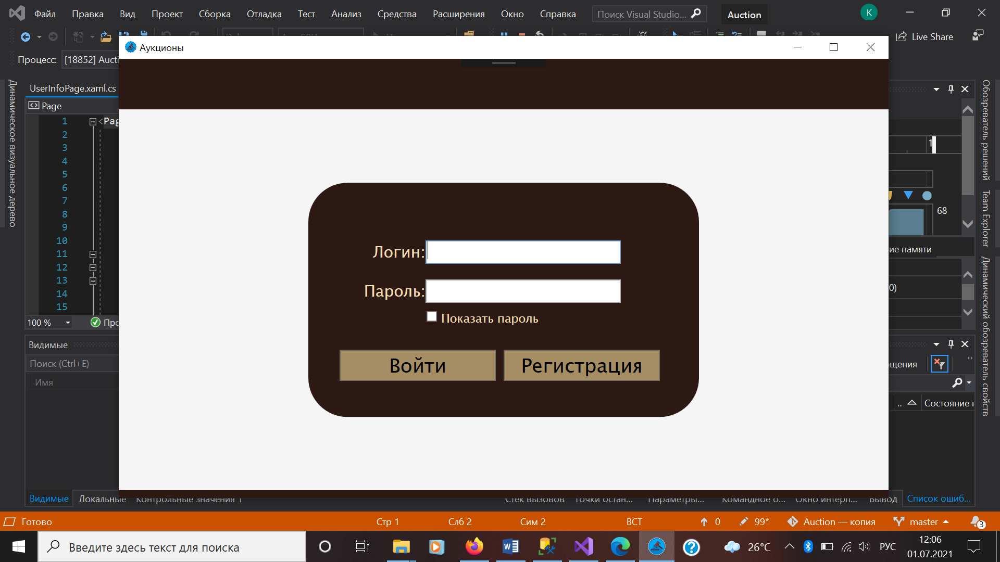 Файл Правка Вид Проект Сборка Отладка Тест Анализ Средства Расширения Окно Справка Поиск Visual Studio... Auction K
Live Share
Процесс: [18852] Aucti
Аукционы
UserInfoPage.xaml.cs
Page
1 <Pag
2
3
4
5
6
7
8
9
10
11
12
13
14
15
100 % Про
Динамическое визуальное дерево
Логин:
Пароль:
Показать пароль
Войти Регистрация
68
ие памяти
0)
Обозреватель решений
Team Explorer
Динамический обозреватель свойств
Видимые
Поиск (Ctrl+E)
Имя
щения
.. Состояние п
Видимые Локальные Контрольные значения 1 Стек вызовов Точки остан... Параметры... Командное о... Окно интерп... Вывод Список ошиб...
Готово Стр 1 Слб 2 Сим 2 ВСТ 0 99* Auction — копия master 3
Введите здесь текст для поиска 26°C РУС 12:06
01.07.2021